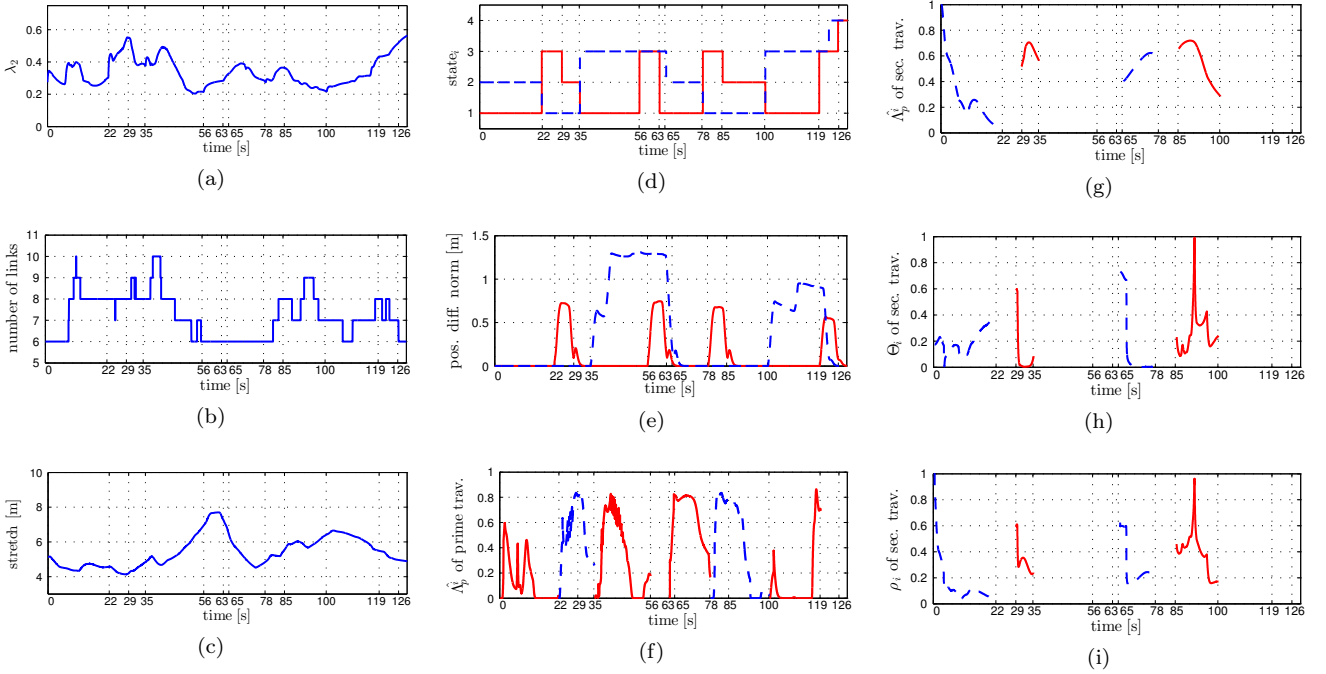 0.6
0.4
0.2
0
λ₂
0 22 29 35 56 63 65 78 85 100 119 126
time [s]
(a)
4
3
2
1
state_i
0 22 29 35 56 63 65 78 85 100 119 126
time [s]
(d)
1
0.8
0.6
0.4
0.2
0
Λ̂ᵢₚ of sec. trav.
22 29 35 56 63 65 78 85 100 119 126
time [s]
(g)
11
10
9
8
7
6
5
number of links
0 22 29 35 56 63 65 78 85 100 119 126
time [s]
(b)
1.5
1
0.5
0
pos. diff. norm [m]
0 22 29 35 56 63 65 78 85 100 119 126
time [s]
(e)
1
0.8
0.6
0.4
0.2
0
Θᵢ of sec. trav.
0 22 29 35 56 63 65 78 85 100 119 126
time [s]
(h)
10
8
6
4
stretch [m]
0 22 29 35 56 63 65 78 85 100 119 126
time [s]
(c)
1
0.8
0.6
0.4
0.2
0
Λ̂ᵢₚ of prime trav.
0 22 29 35 56 63 65 78 85 100 119 126
time [s]
(f)
1
0.8
0.6
0.4
0.2
0
ρᵢ of sec. trav.
0 22 29 35 56 63 65 78 85 100 119 126
time [s]
(i)